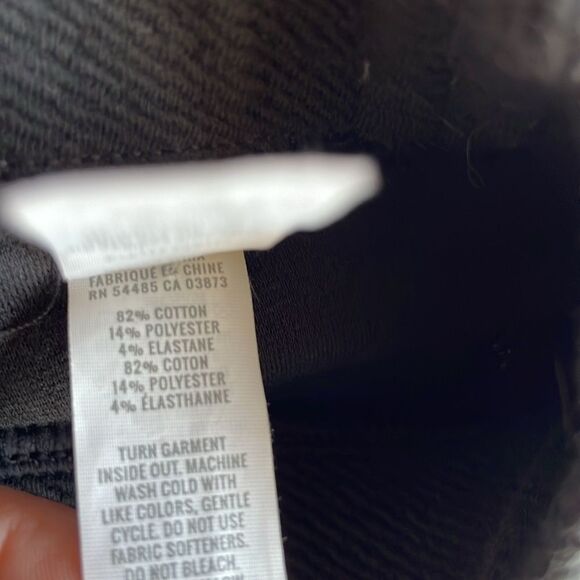 FABRIQUÉ EN CHINE
RN 54485 CA 03873
82% COTTON
14% POLYESTER
4% ELASTANE
82% COTON
14% POLYESTER
4% ÉLASTHANNE
TURN GARMENT
INSIDE OUT. MACHINE
WASH COLD WITH
LIKE COLORS, GENTLE
CYCLE. DO NOT USE
FABRIC SOFTENERS.
DO NOT BLEACH.